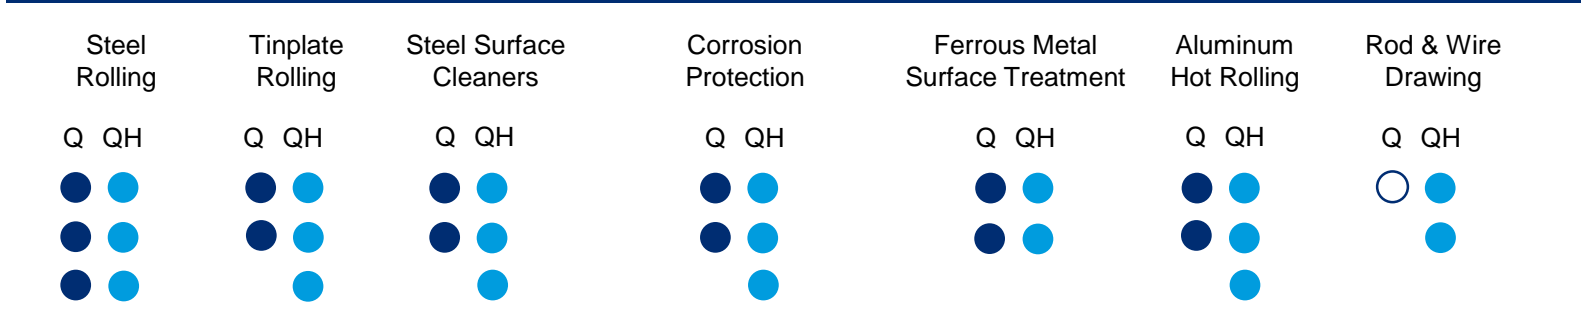 Steel
Rolling
Tinplate
Rolling
Steel Surface
Cleaners
Corrosion
Protection
Ferrous Metal
Surface Treatment
Aluminum
Hot Rolling
Rod & Wire
Drawing
Q QH
Q QH
Q QH
Q QH
Q QH
Q QH
Q QH